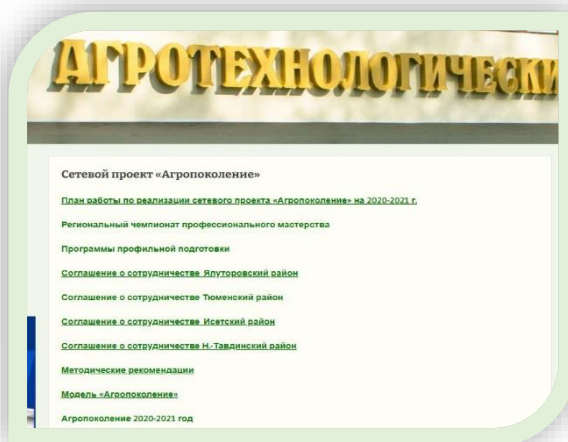 АГРОТЕХНОЛОГИЧЕСКИ
Сетевой проект «Агропоколение»
План работы по реализации сетевого проекта «Агропоколение» на 2020-2021 г.
Региональный чемпионат профессионального мастерства
Программы профильной подготовки
Соглашение о сотрудничестве Ялуторовский район
Соглашение о сотрудничестве Тюменский район
Соглашение о сотрудничестве Исетский район
Соглашение о сотрудничестве Н.-Тавдинский район
Методические рекомендации
Модель «Агропоколение»
Агропоколение 2020-2021 год